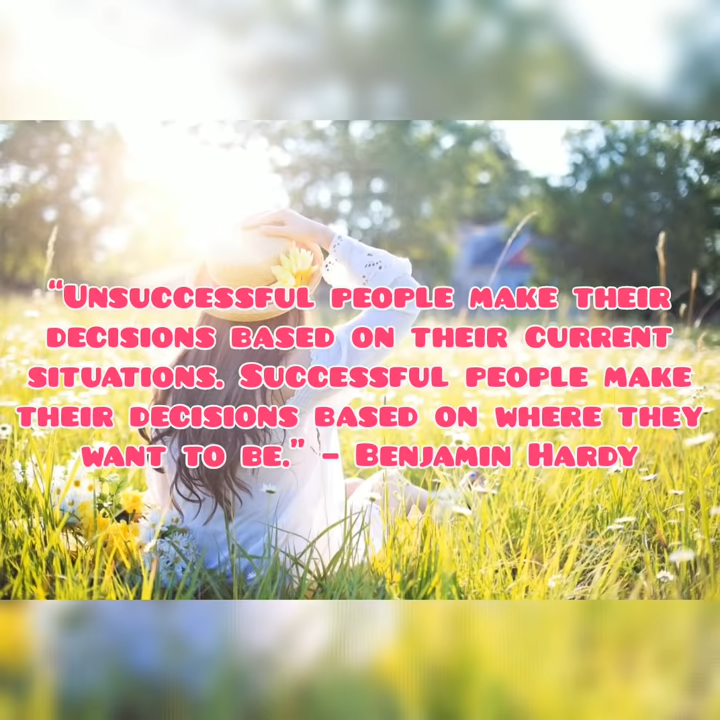 “Unsuccessful people make their
decisions based on their current
situations. Successful people make
their decisions based on where they
want to be.” – Benjamin Hardy